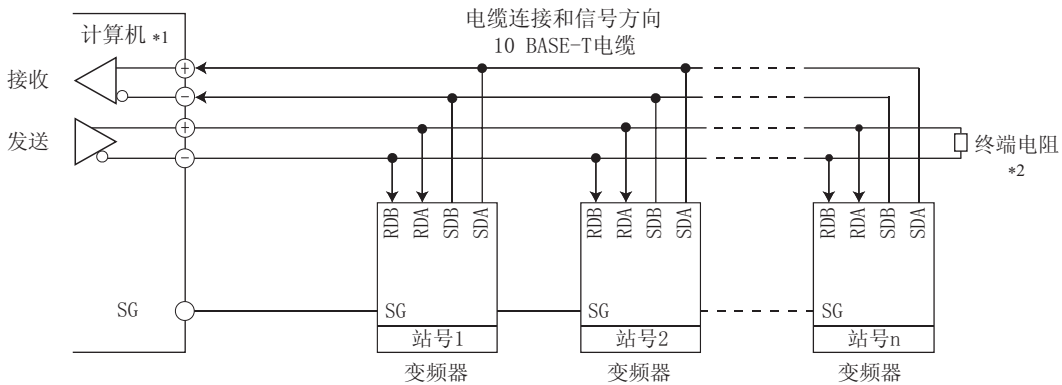 电缆连接和信号方向
10 BASE-T电缆
计算机 *1
接收
+
−
发送
+
−
终端电阻
*2
RDB RDA SDB SDA
RDB RDA SDB SDA
RDB RDA SDB SDA
SG
SG
SG
SG
站号1
站号2
站号n
变频器
变频器
变频器